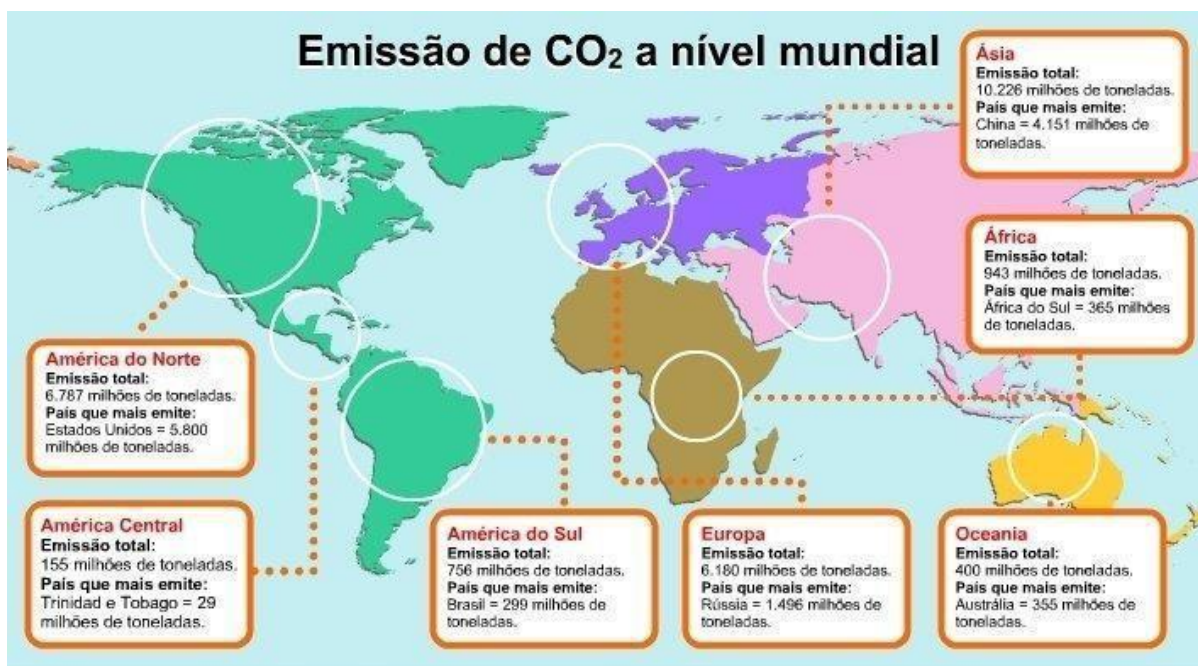 Emissão de CO₂ a nível mundial
Ásia
Emissão total:
10.226 milhões de toneladas.
País que mais emite:
China = 4.151 milhões de
toneladas.
África
Emissão total:
943 milhões de toneladas.
País que mais emite:
África do Sul = 365 milhões
de toneladas.
América do Norte
Emissão total:
6.787 milhões de toneladas.
País que mais emite:
Estados Unidos = 5.800
milhões de toneladas.
América Central
Emissão total:
155 milhões de toneladas.
País que mais emite:
Trinidad e Tobago = 29
milhões de toneladas.
América do Sul
Emissão total:
756 milhões de toneladas.
País que mais emite:
Brasil = 299 milhões de
toneladas.
Europa
Emissão total:
6.180 milhões de toneladas.
País que mais emite:
Rússia = 1.496 milhões de
toneladas.
Oceania
Emissão total:
400 milhões de toneladas.
País que mais emite:
Austrália = 355 milhões de
toneladas.